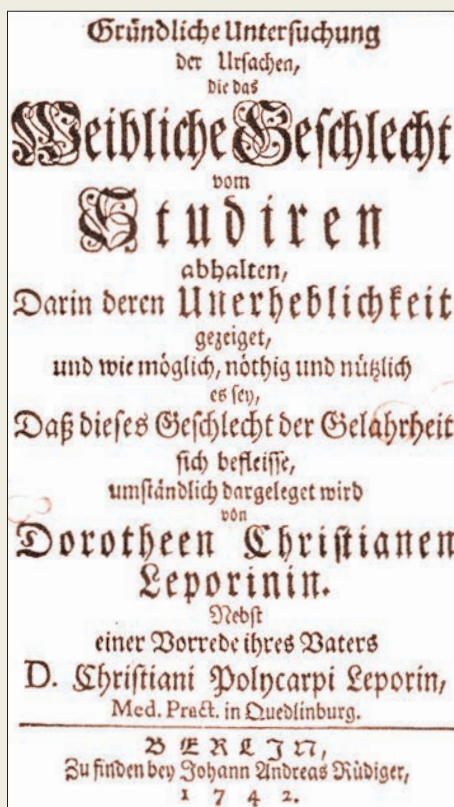 Gründliche Untersuchung
der Ursachen,
die das
Weibliche Geschlecht
vom
Studiren
abhalten,
Darin deren Unerheblichkeit
gezeiget,
und wie möglich, nöthig und nützlich
es sey,
Daß dieses Geschlecht der Gelahrheit
sich befleisse,
umständlich dargeleget wird
von
Dorotheen Christianen
Leporinin.
Nebst
einer Vorrede ihres Vaters
D. Christiani Polycarpi Leporin,
Med. Pract. in Quedlinburg.
BERLIN,
Zu finden bey Johann Andreas Rüdiger,
1742.